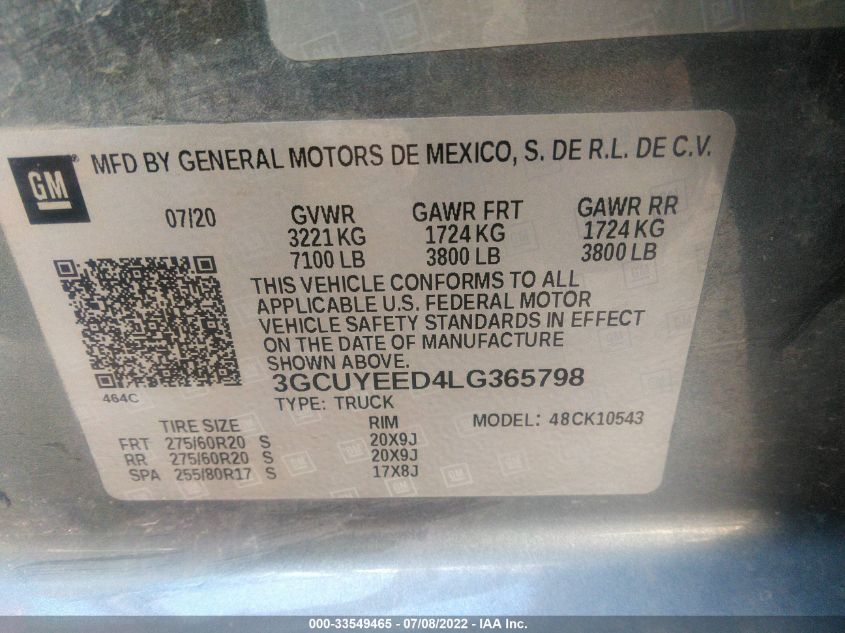 GM
MFD BY GENERAL MOTORS DE MEXICO, S. DE R.L. DE C.V.
07/20 GVWR GAWR FRT GAWR RR
3221 KG 1724 KG 1724 KG
7100 LB 3800 LB 3800 LB
THIS VEHICLE CONFORMS TO ALL
APPLICABLE U.S. FEDERAL MOTOR
VEHICLE SAFETY STANDARDS IN EFFECT
ON THE DATE OF MANUFACTURE
SHOWN ABOVE.
464C
3GCUYEED4LG365798
TYPE: TRUCK
MODEL: 48CK10543
TIRE SIZE RIM
FRT 275/60R20 S 20X9J
RR 275/60R20 S 20X9J
SPA 255/80R17 S 17X8J
000-33549465 - 07/08/2022 - IAA Inc.